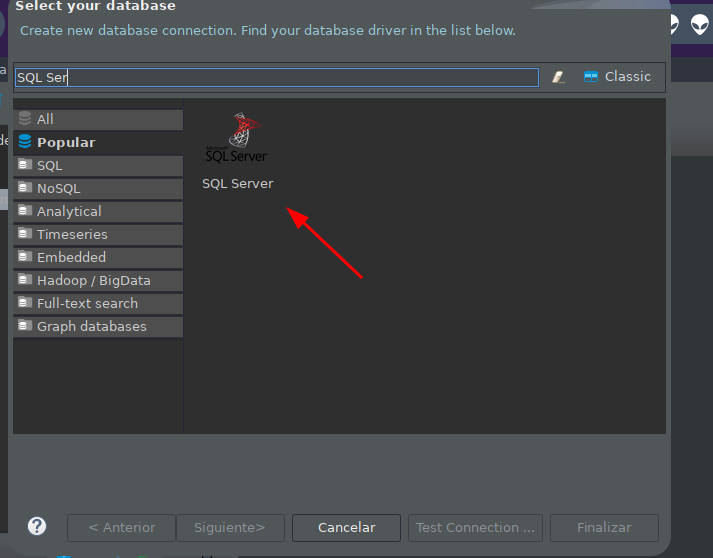 Select your database
Create new database connection. Find your database driver in the list below.
SQL Ser
Classic
All
Popular
SQL
NoSQL
Analytical
Timeseries
Embedded
Hadoop / BigData
Full-text search
Graph databases
Microsoft
SQL Server
SQL Server
?
< Anterior
Siguiente>
Cancelar
Test Connection ...
Finalizar